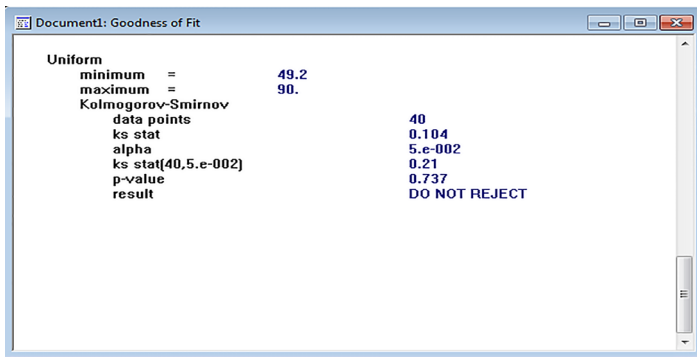 Document1: Goodness of Fit
Uniform
minimum = 49.2
maximum = 90.
Kolmogorov-Smirnov
data points 40
ks stat 0.104
alpha 5.e-002
ks stat(40,5.e-002) 0.21
p-value 0.737
result DO NOT REJECT